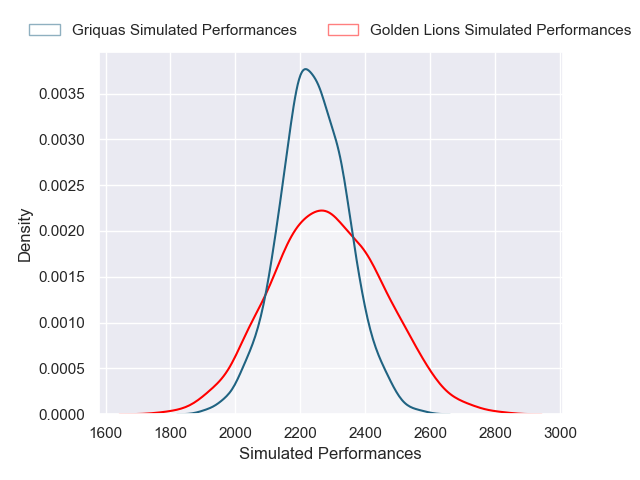 Griquas Simulated Performances
Golden Lions Simulated Performances
0.0035
0.0030
0.0025
0.0020
0.0015
0.0010
0.0005
0.0000
Density
1600 1800 2000 2200 2400 2600 2800 3000
Simulated Performances